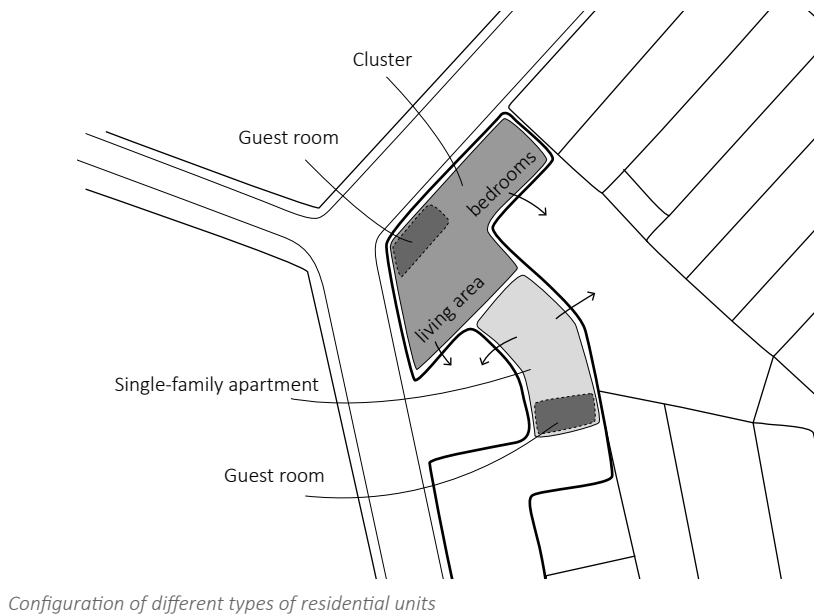 Cluster
Guest room
bedrooms
living area
Single-family apartment
Guest room
Configuration of different types of residential units